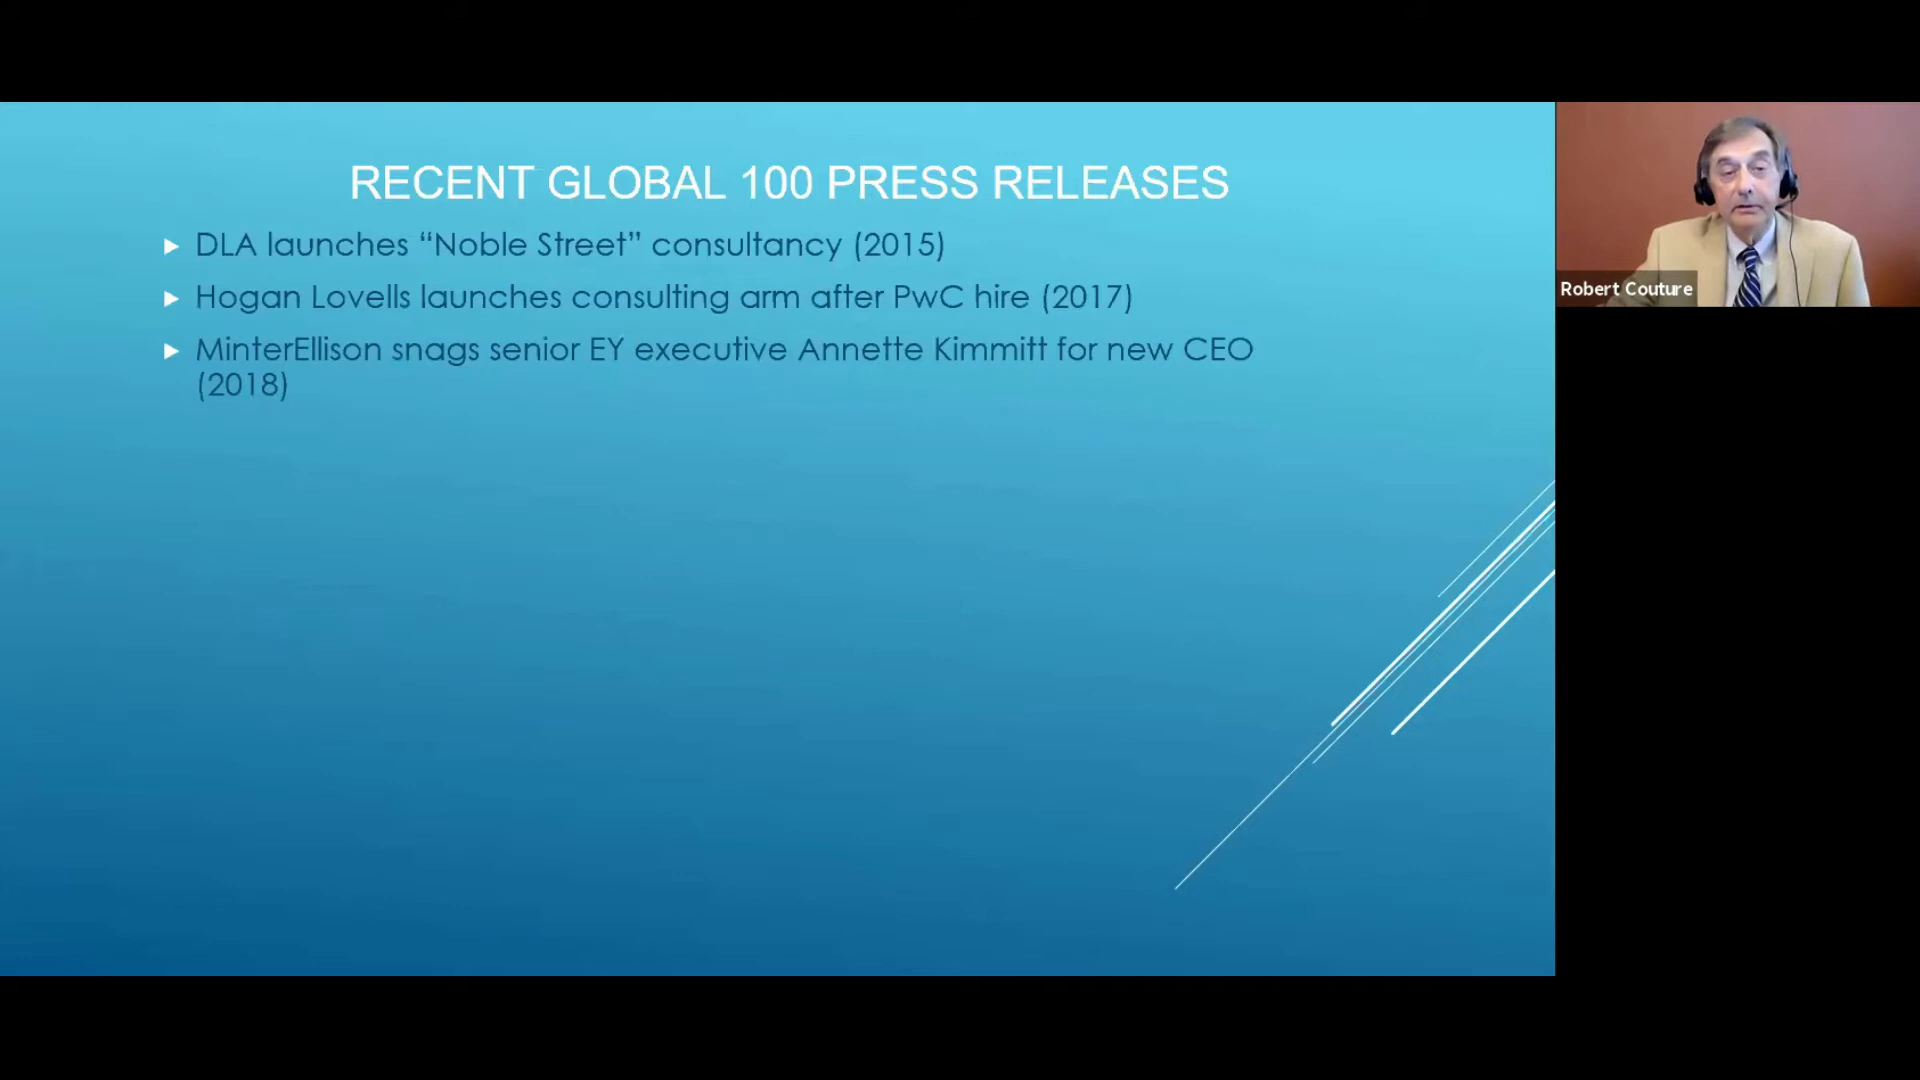 RECENT GLOBAL 100 PRESS RELEASES
DLA launches “Noble Street” consultancy (2015)
Hogan Lovells launches consulting arm after PwC hire (2017)
MinterEllison snags senior EY executive Annette Kimmitt for new CEO
(2018)
Robert Couture